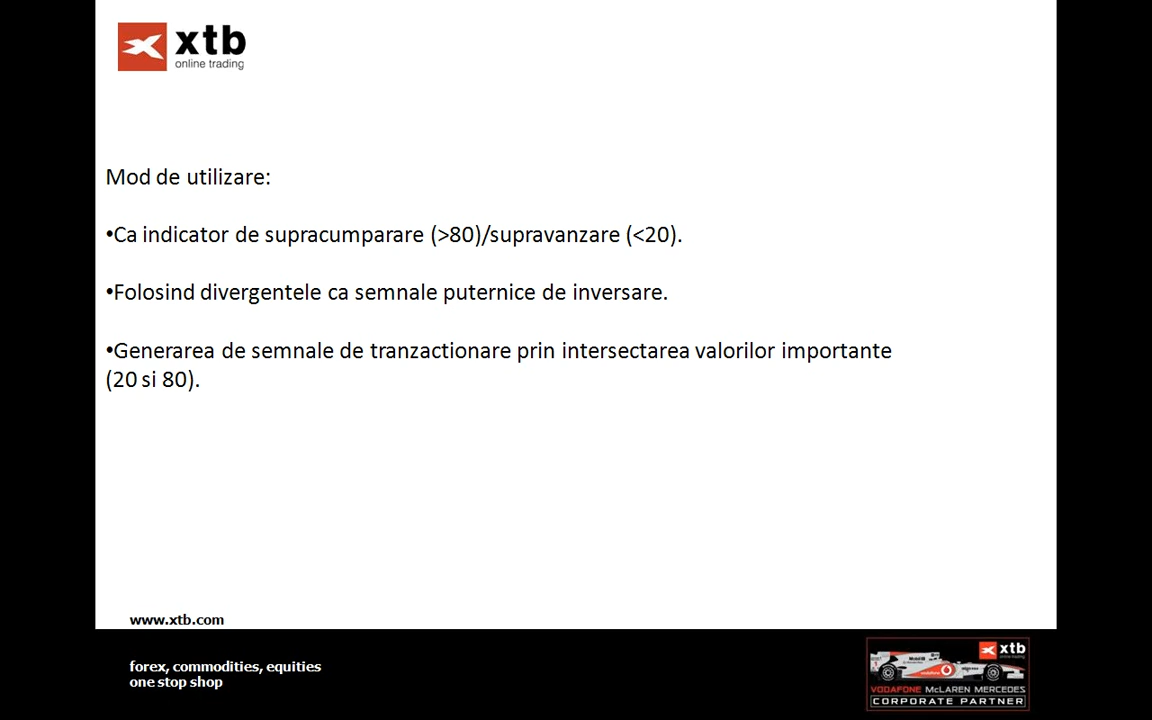 xtb
online trading
Mod de utilizare:
•Ca indicator de supracumparare (>80)/supravanzare (<20).
•Folosind divergentele ca semnale puternice de inversare.
•Generarea de semnale de tranzactionare prin intersectarea valorilor importante
(20 si 80).
www.xtb.com
forex, commodities, equities
one stop shop
xtb
online trading
VODAFONE McLAREN MERCEDES
CORPORATE PARTNER